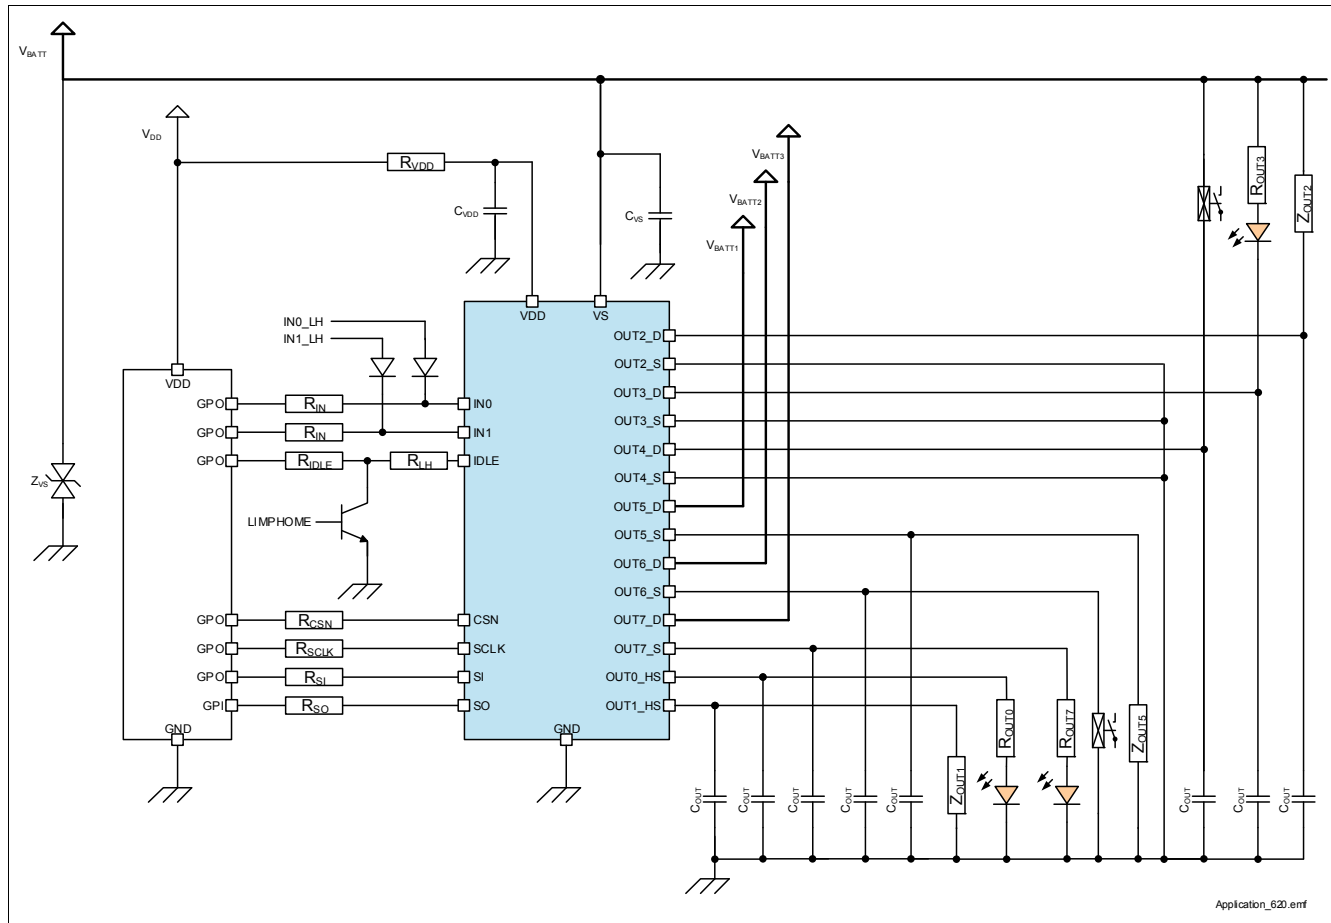 VBATT
VDD
RVDD
CVDD
CVS
VBATT3
VBATT2
VBATT1
ROUT3
ZOUT2
IN0_LH
IN1_LH
VDD
VS
VDD
OUT2_D
OUT2_S
OUT3_D
OUT3_S
OUT4_D
OUT4_S
OUT5_D
OUT5_S
OUT6_D
OUT6_S
OUT7_D
OUT7_S
OUT0_HS
OUT1_HS
GPO
RIN
IN0
GPO
RIN
IN1
GPO
RIDLE
RLH
IDLE
ZVS
LIMPHOME
GPO
RCSN
CSN
GPO
RSCLK
SCLK
GPO
RSI
SI
GPI
RSO
SO
GND
GND
ROUT0
ROUT7
ZOUT5
ZOUT1
COUT
COUT
COUT
COUT
COUT
COUT
COUT
COUT
Application_620.emf